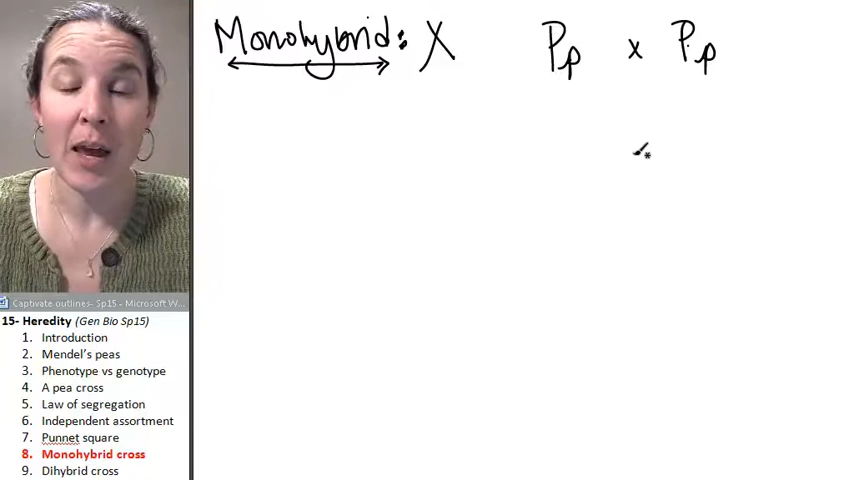 Monohybrid: X Pp x Pp
Captivate outlines- Sp15 - Microsoft W...
15- Heredity (Gen Bio Sp15)
1. Introduction
2. Mendel's peas
3. Phenotype vs genotype
4. A pea cross
5. Law of segregation
6. Independent assortment
7. Punnet square
8. Monohybrid cross
9. Dihybrid cross